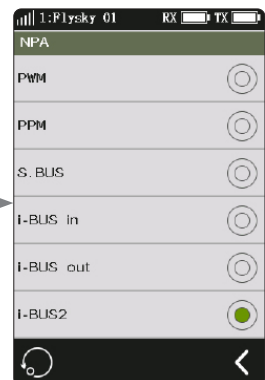 1:Flysky 01 RX TX
NPA
PWM
PPM
S.BUS
i-BUS in
i-BUS out
i-BUS2